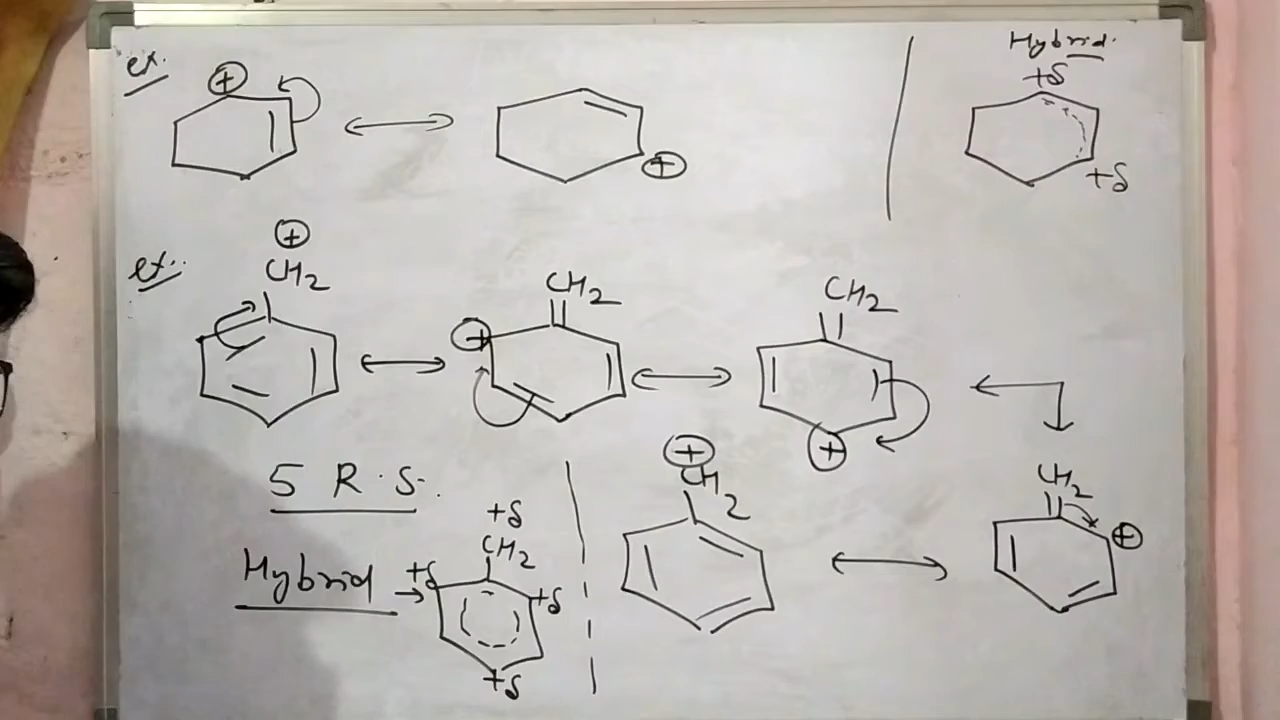 ex.
⊕
⊕
Hybrid.
+δ
+δ
ex..
⊕
CH2
⊕
CH2
CH2
⊕
5 R.S.
Hybrid →
+δ
CH2
+δ
+δ
+δ
⊕
CH2
CH2
⊕